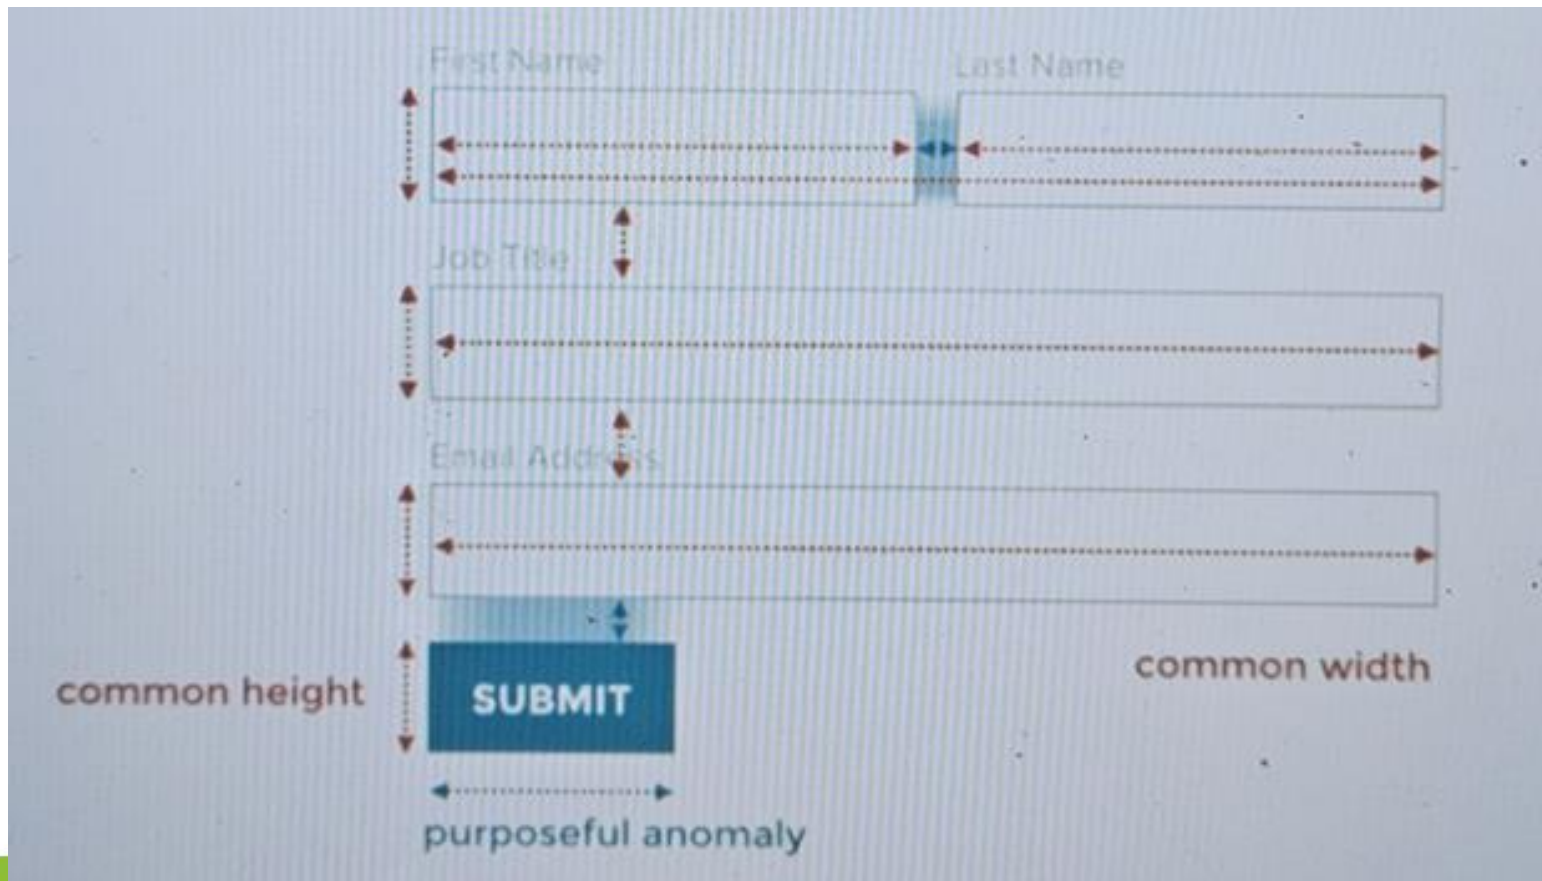 First Name
Last Name
Job Title
Email Address
common height
SUBMIT
common width
purposeful anomaly